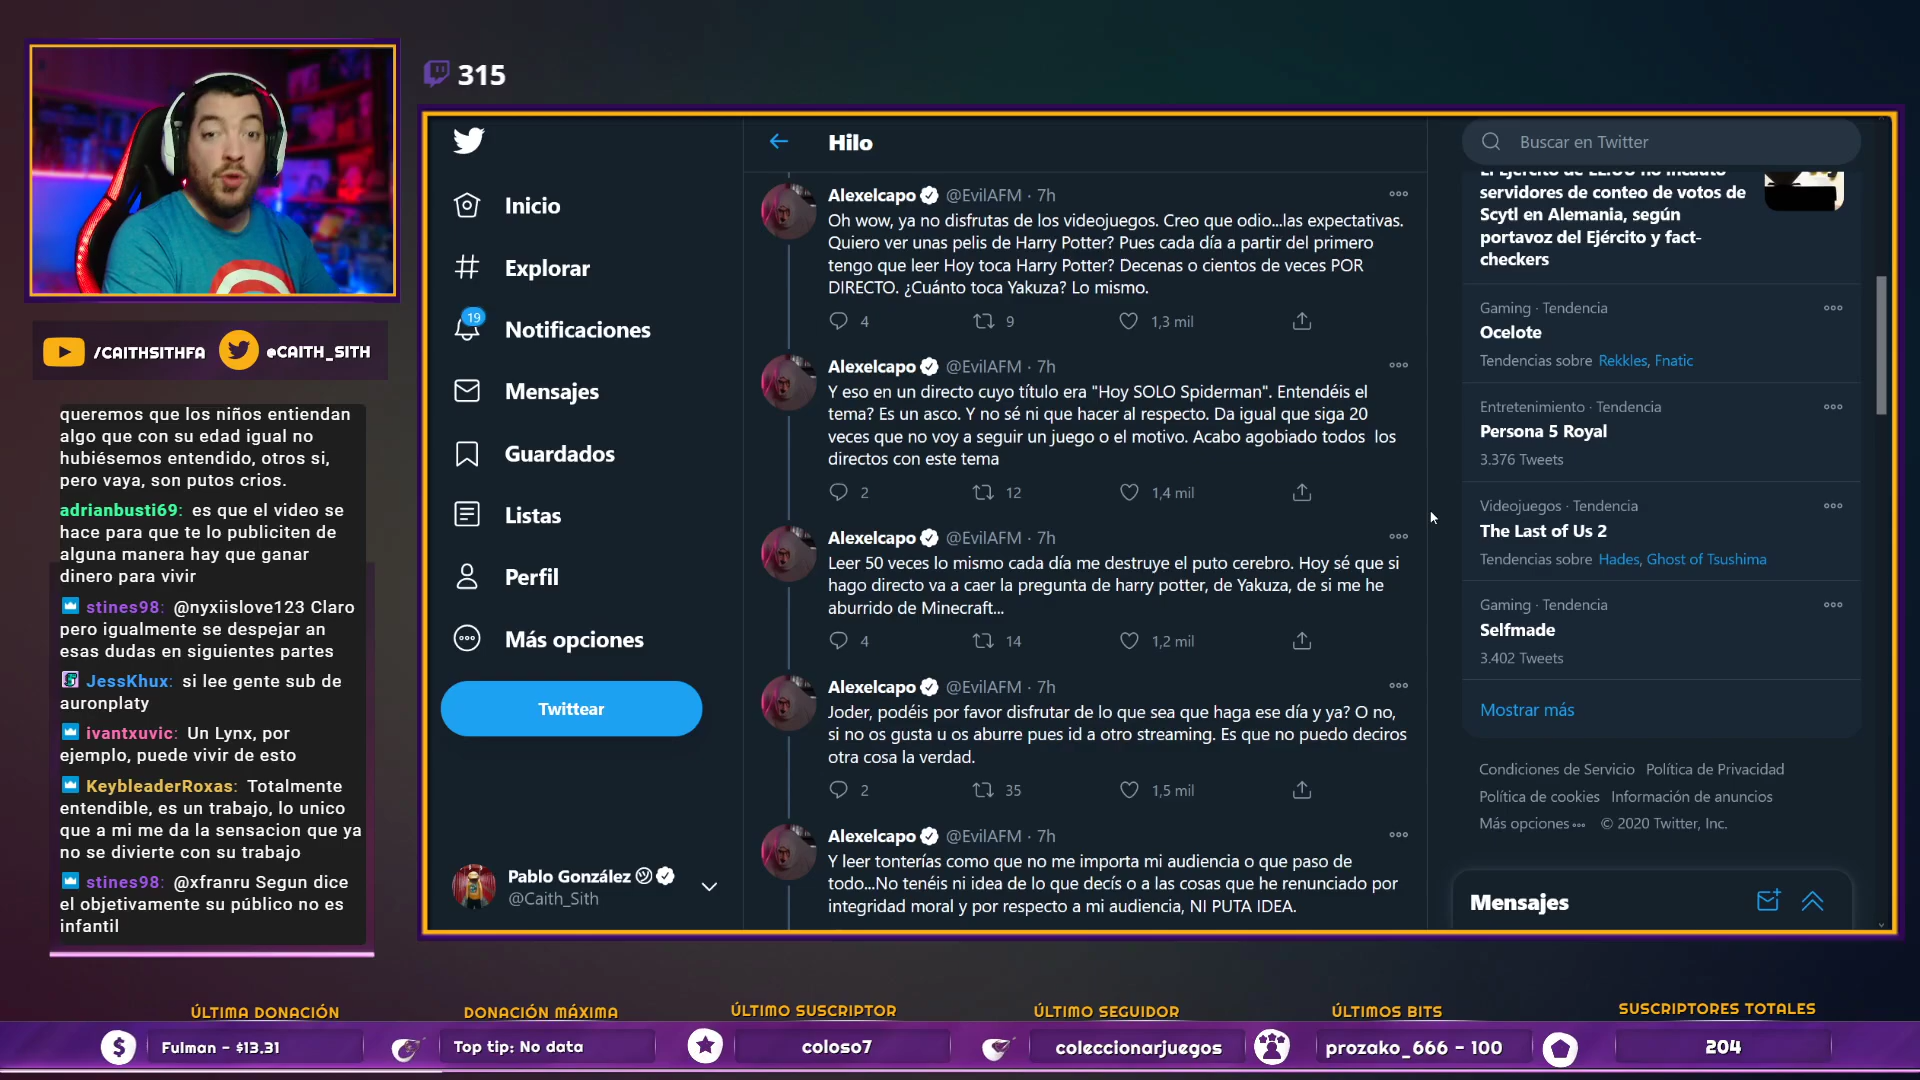 315
/CAITHSITHFA
@CAITH_SITH
queremos que los niños entiendan
algo que con su edad igual no
hubiésemos entendido, otros si,
pero vaya, son putos crios.
adrianbusti69: es que el video se
hace para que te lo publiciten de
alguna manera hay que ganar
dinero para vivir
stines98: @nyxiislove123 Claro
pero igualmente se despejar an
esas dudas en siguientes partes
JessKhux: si lee gente sub de
auronplaty
ivantxuvic: Un Lynx, por
ejemplo, puede vivir de esto
KeybleaderRoxas: Totalmente
entendible, es un trabajo, lo unico
que a mi me da la sensacion que ya
no se divierte con su trabajo
stines98: @xfranru Segun dice
el objetivamente su público no es
infantil
Inicio
Explorar
19
Notificaciones
Mensajes
Guardados
Listas
Perfil
Más opciones
Twittear
Pablo González
@Caith_Sith
Hilo
Alexelcapo @EvilAFM · 7h
Oh wow, ya no disfrutas de los videojuegos. Creo que odio...las expectativas.
Quiero ver unas pelis de Harry Potter? Pues cada día a partir del primero
tengo que leer Hoy toca Harry Potter? Decenas o cientos de veces POR
DIRECTO. ¿Cuánto toca Yakuza? Lo mismo.
4 9 1,3 mil
Alexelcapo @EvilAFM · 7h
Y eso en un directo cuyo título era "Hoy SOLO Spiderman". Entendéis el
tema? Es un asco. Y no sé ni que hacer al respecto. Da igual que siga 20
veces que no voy a seguir un juego o el motivo. Acabo agobiado todos los
directos con este tema
2 12 1,4 mil
Alexelcapo @EvilAFM · 7h
Leer 50 veces lo mismo cada día me destruye el puto cerebro. Hoy sé que si
hago directo va a caer la pregunta de harry potter, de Yakuza, de si me he
aburrido de Minecraft...
4 14 1,2 mil
Alexelcapo @EvilAFM · 7h
Joder, podéis por favor disfrutar de lo que sea que haga ese día y ya? O no,
si no os gusta u os aburre pues id a otro streaming. Es que no puedo deciros
otra cosa la verdad.
2 35 1,5 mil
Alexelcapo @EvilAFM · 7h
Y leer tonterías como que no me importa mi audiencia o que paso de
todo...No tenéis ni idea de lo que decís o a las cosas que he renunciado por
integridad moral y por respecto a mi audiencia, NI PUTA IDEA.
Buscar en Twitter
El Ejército de EE.UU no incautó
servidores de conteo de votos de
Scytl en Alemania, según
portavoz del Ejército y fact-
checkers
Gaming · Tendencia
Ocelote
Tendencias sobre Rekkles, Fnatic
Entretenimiento · Tendencia
Persona 5 Royal
3.376 Tweets
Videojuegos · Tendencia
The Last of Us 2
Tendencias sobre Hades, Ghost of Tsushima
Gaming · Tendencia
Selfmade
3.402 Tweets
Mostrar más
Condiciones de Servicio Política de Privacidad
Política de cookies Información de anuncios
Más opciones © 2020 Twitter, Inc.
Mensajes
ÚLTIMA DONACIÓN
Fulman - $13.31
DONACIÓN MÁXIMA
Top tip: No data
ÚLTIMO SUSCRIPTOR
coloso7
ÚLTIMO SEGUIDOR
coleccionarjuegos
ÚLTIMOS BITS
prozako_666 - 100
SUSCRIPTORES TOTALES
204